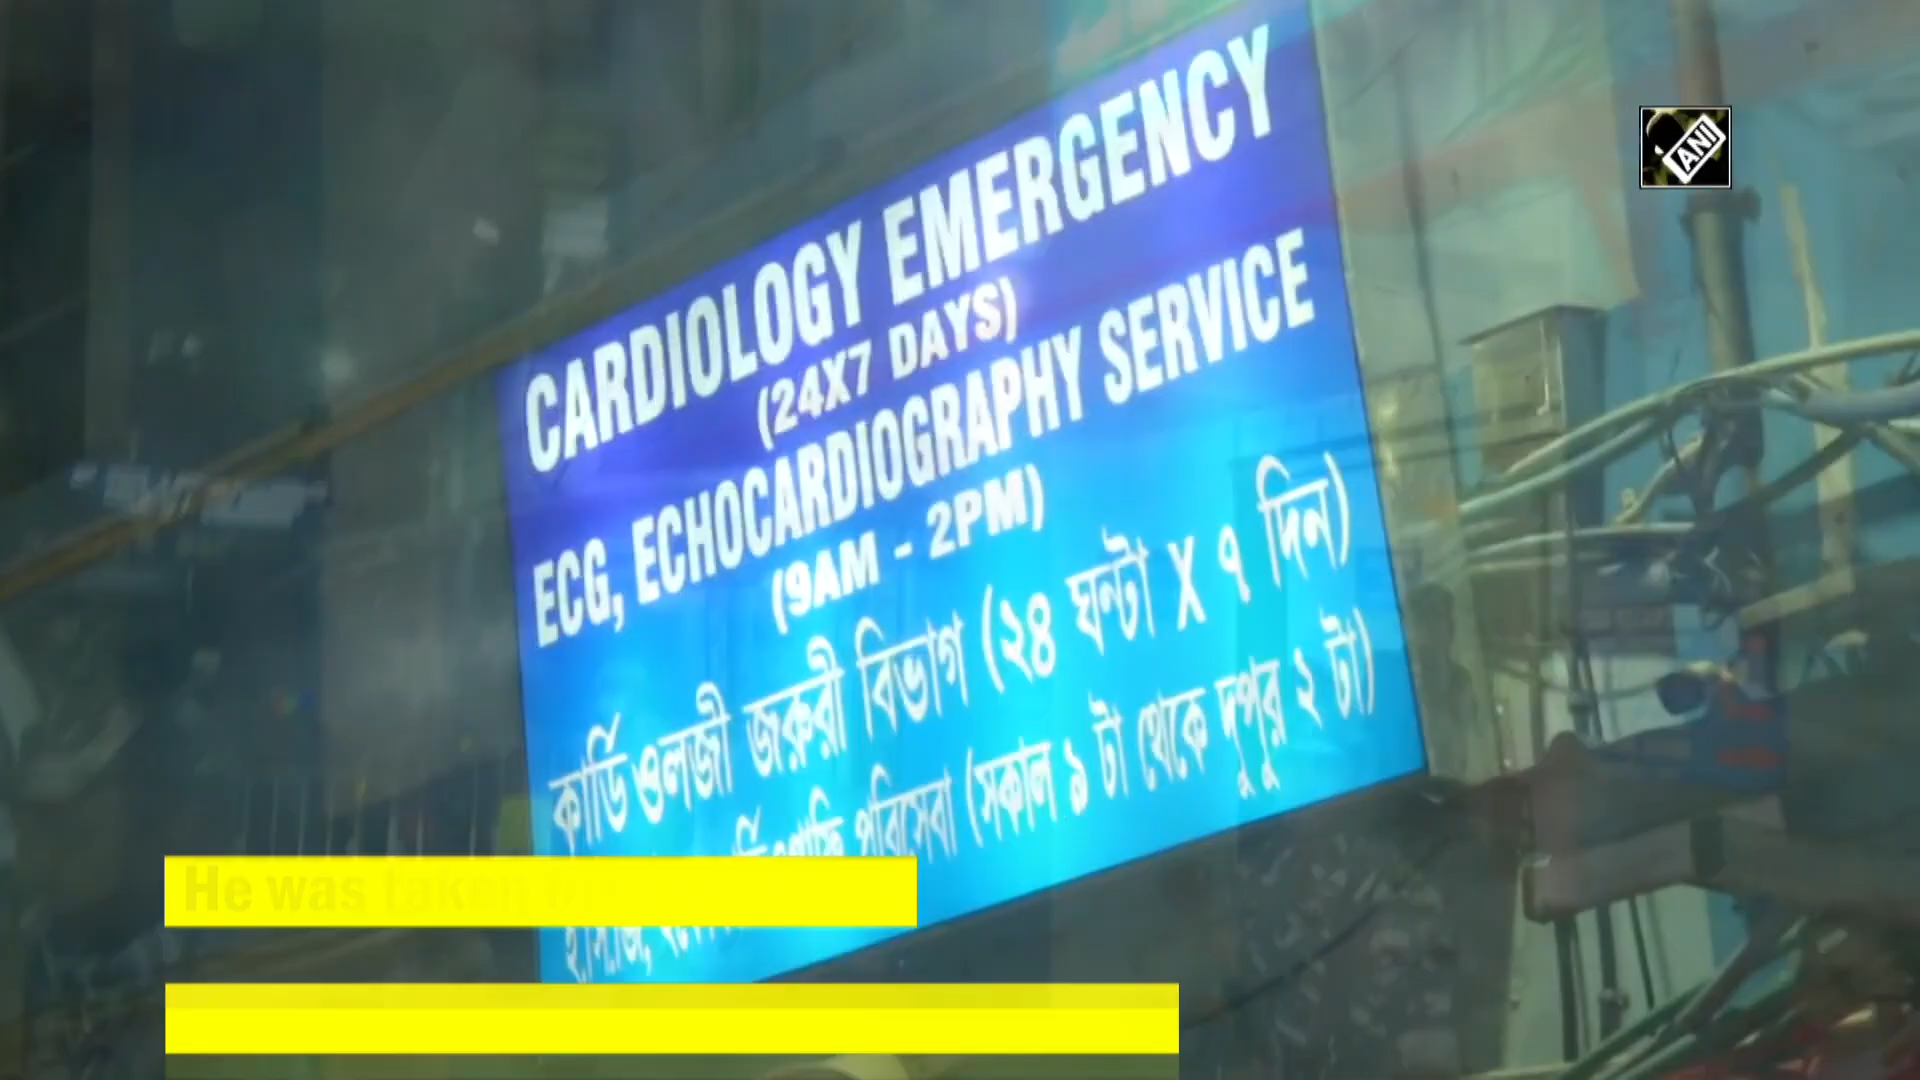 ANI
CARDIOLOGY EMERGENCY
(24X7 DAYS)
ECG, ECHOCARDIOGRAPHY SERVICE
(9AM - 2PM)
কার্ডিওলজী জরুরী বিভাগ (২৪ ঘন্টা X ৭ দিন)
পরিসেবা (সকাল ৯ টা থেকে দুপুর ২ টা)
He was taken